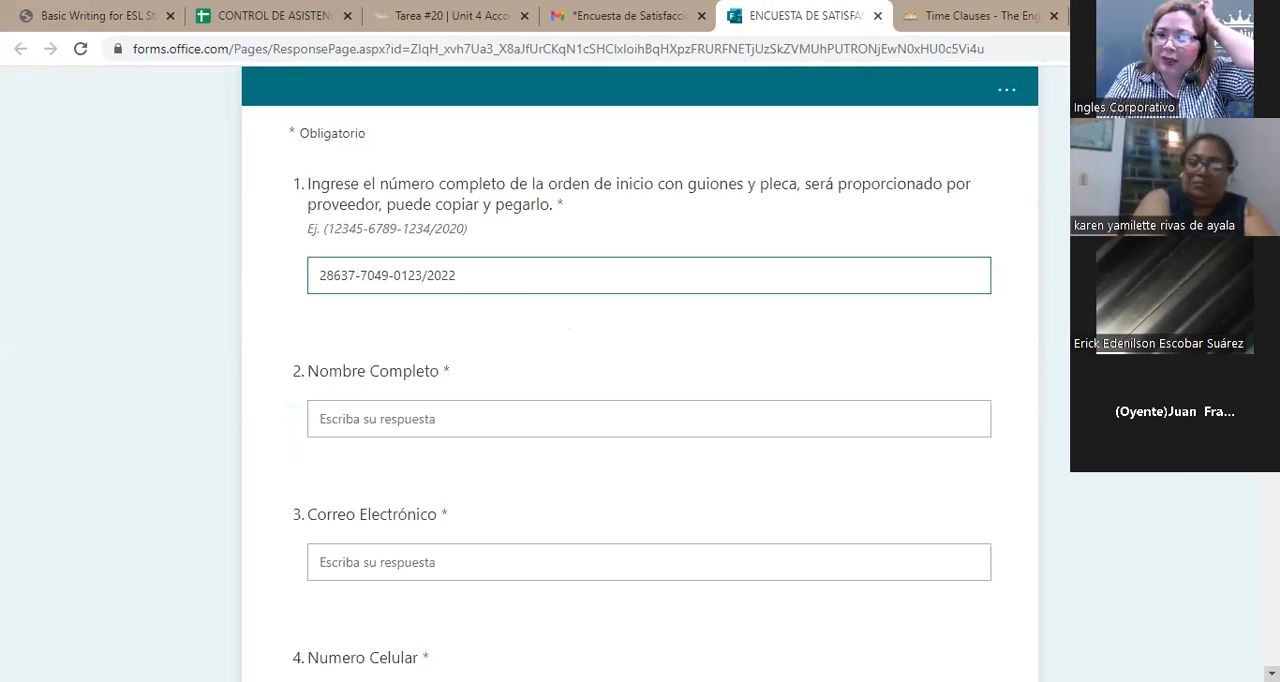 Basic Writing for ESL St
CONTROL DE ASISTEN
Tarea #20 | Unit 4 Acco
*Encuesta de Satisfacci
ENCUESTA DE SATISFA
Time Clauses - The Eng
forms.office.com/Pages/ResponsePage.aspx?id=ZIqH_xvh7Ua3_X8aJfUrCKqN1cSHCIxIoihBqHXpzFRURFNETjUzSkZVMUhPUTRONjEwN0xHU0c5Vi4u
* Obligatorio
1. Ingrese el número completo de la orden de inicio con guiones y pleca, será proporcionado por
proveedor, puede copiar y pegarlo. *
Ej. (12345-6789-1234/2020)
28637-7049-0123/2022
2. Nombre Completo *
Escriba su respuesta
3. Correo Electrónico *
Escriba su respuesta
4. Numero Celular *
Ingles Corporativo
karen yamilette rivas de ayala
Erick Edenilson Escobar Suárez
(Oyente)Juan Fra...